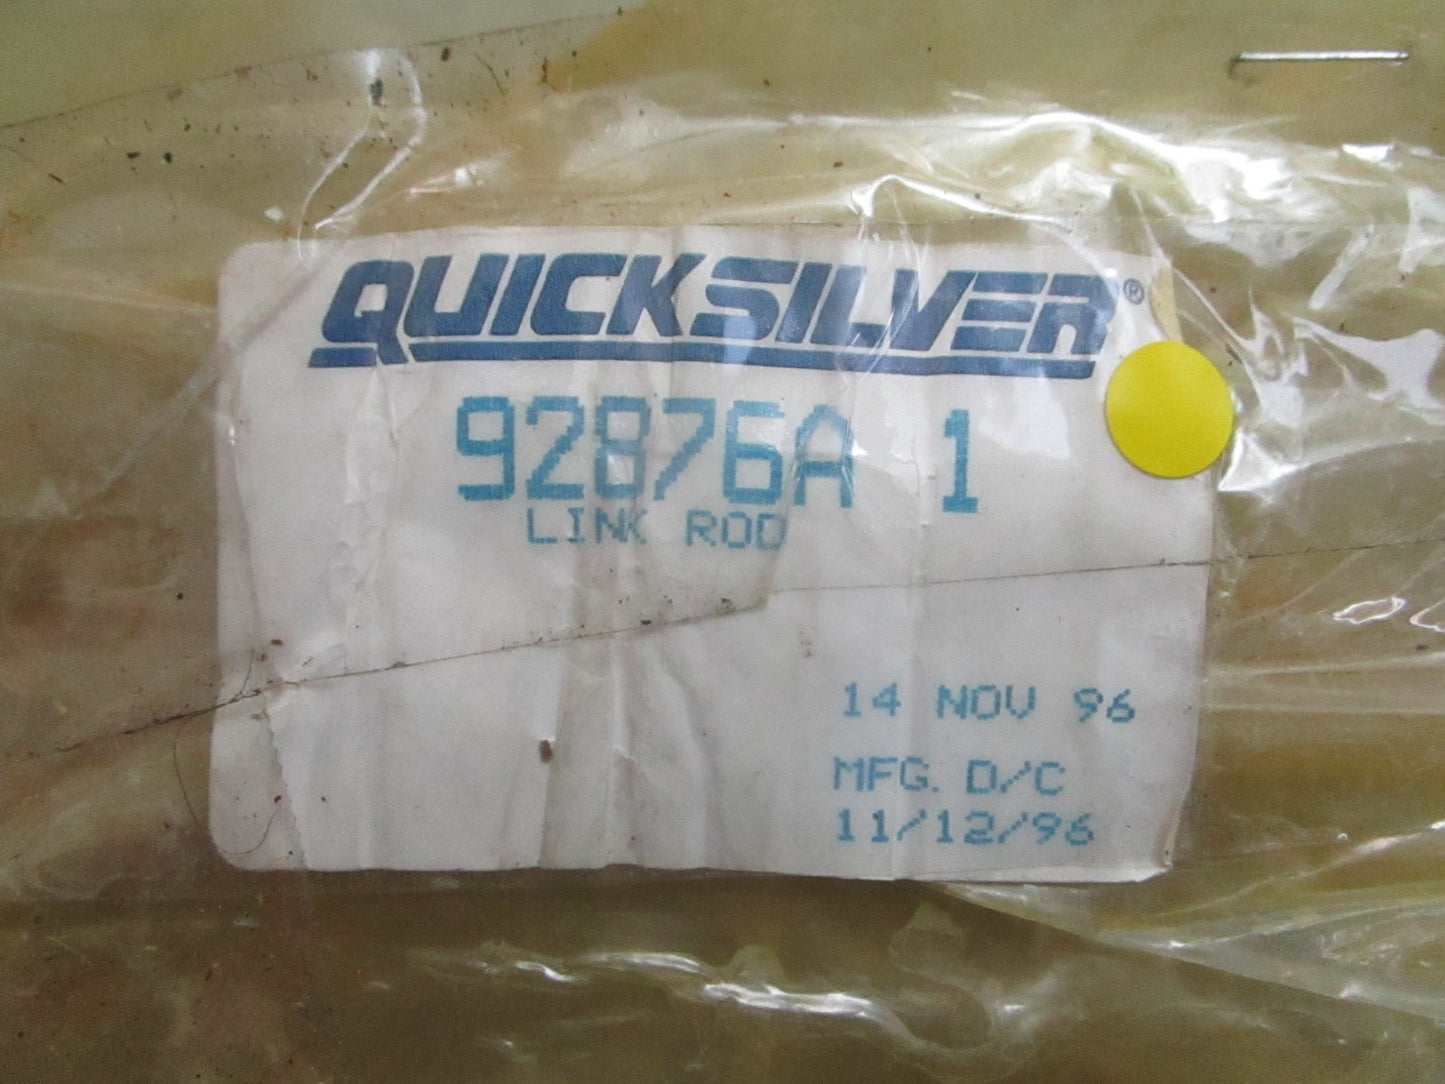 QUICKSILVER®
92876A 1
LINK ROD
14 NOV 96
MFG. D/C
11/12/96